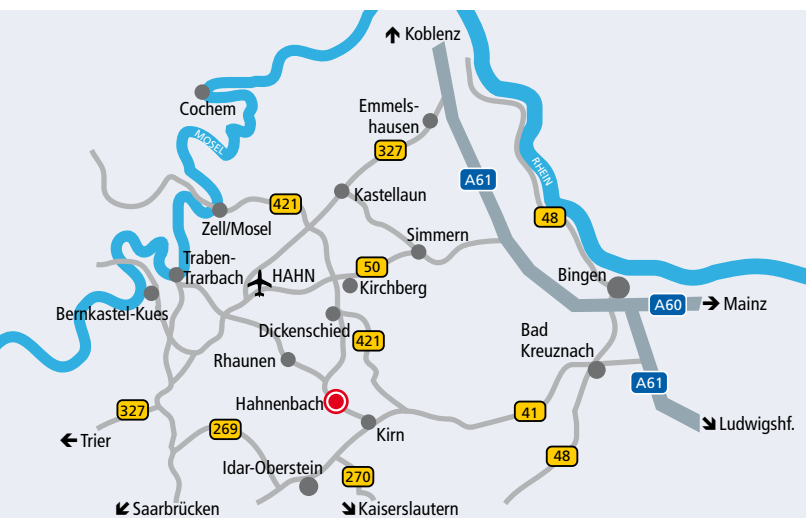 Koblenz
Cochem
Emmels-
hausen
MOSEL
327
RHEIN
A61
Kastellaun
421
48
Zell/Mosel
Simmern
Traben-
Trarbach
50
HAHN
Bingen
Kirchberg
Bernkastel-Kues
A60
Mainz
Dickenschied
421
Bad
Kreuznach
Rhaunen
A61
Hahnenbach
327
41
269
Kirn
Ludwigshf.
Trier
48
Idar-Oberstein
270
Saarbrücken
Kaiserslautern